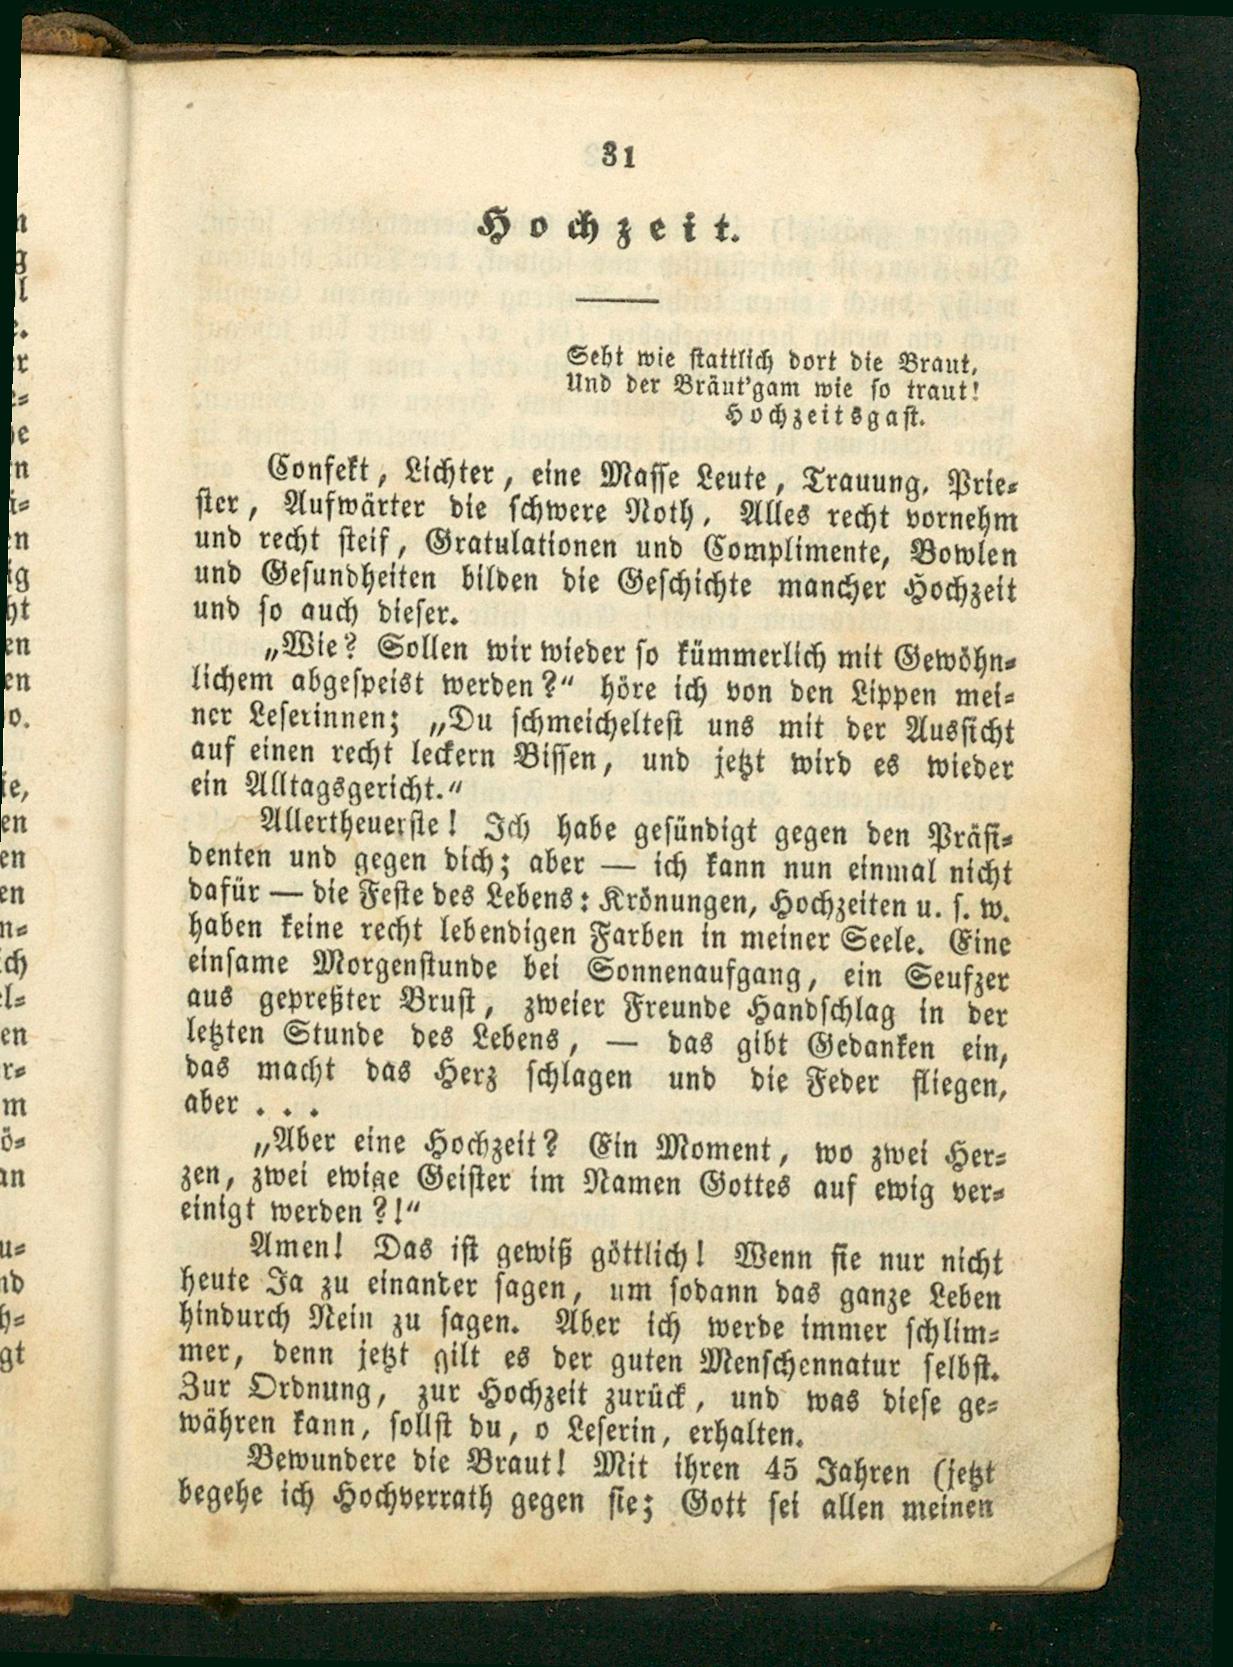 31
Hochzeit.
Seht wie stattlich dort die Braut,
Und der Bräut'gam wie so traut!
Hochzeitsgast.
Confekt, Lichter, eine Masse Leute, Trauung, Prie-
ster, Aufwärter die schwere Noth, Alles recht vornehm
und recht steif, Gratulationen und Complimente, Bowlen
und Gesundheiten bilden die Geschichte mancher Hochzeit
und so auch dieser.
„Wie? Sollen wir wieder so kümmerlich mit Gewöhn-
lichem abgespeist werden?“ höre ich von den Lippen mei-
ner Leserinnen; „Du schmeicheltest uns mit der Aussicht
auf einen recht leckern Bissen, und jetzt wird es wieder
ein Alltagsgericht.“
Allertheuerste! Ich habe gesündigt gegen den Präsi-
denten und gegen dich; aber — ich kann nun einmal nicht
dafür — die Feste des Lebens: Krönungen, Hochzeiten u. s. w.
haben keine recht lebendigen Farben in meiner Seele. Eine
einsame Morgenstunde bei Sonnenaufgang, ein Seufzer
aus gepreßter Brust, zweier Freunde Handschlag in der
letzten Stunde des Lebens, — das gibt Gedanken ein,
das macht das Herz schlagen und die Feder fliegen,
aber . . .
„Aber eine Hochzeit? Ein Moment, wo zwei Her-
zen, zwei ewige Geister im Namen Gottes auf ewig ver-
einigt werden?!“
Amen! Das ist gewiß göttlich! Wenn sie nur nicht
heute Ja zu einander sagen, um sodann das ganze Leben
hindurch Nein zu sagen. Aber ich werde immer schlim-
mer, denn jetzt gilt es der guten Menschennatur selbst.
Zur Ordnung, zur Hochzeit zurück, und was diese ge-
währen kann, sollst du, o Leserin, erhalten.
Bewundere die Braut! Mit ihren 45 Jahren (jetzt
begehe ich Hochverrath gegen sie; Gott sei allen meinen